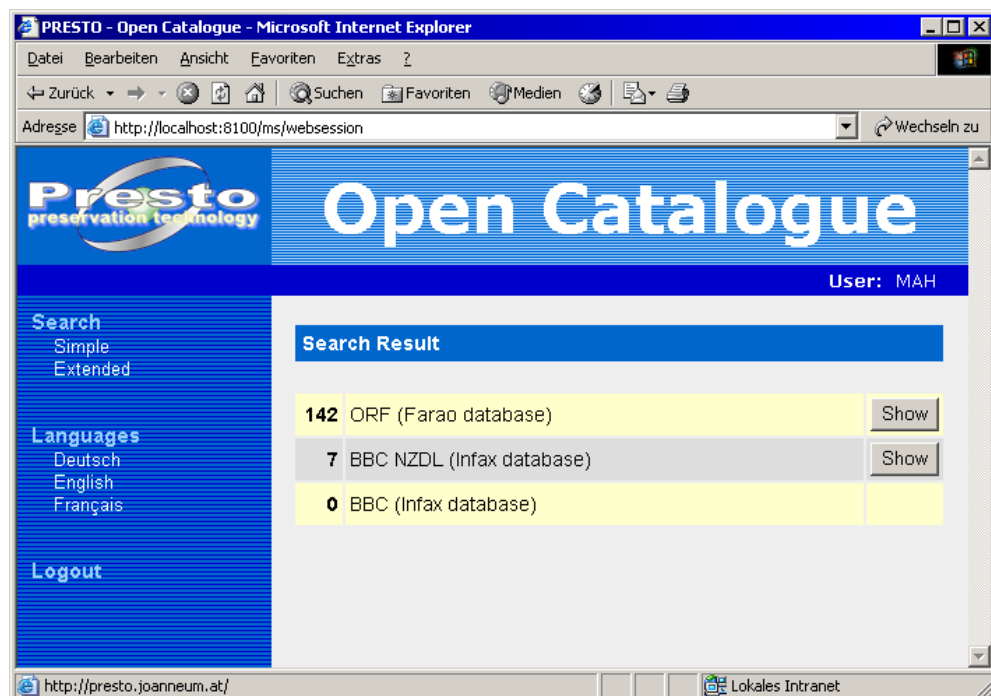 PRESTO - Open Catalogue - Microsoft Internet Explorer
Datei Bearbeiten Ansicht Favoriten Extras ?
Zurück Suchen Favoriten Medien
Adresse http://localhost:8100/ms/websession Wechseln zu
Presto
preservation technology
Open Catalogue
User: MAH
Search
Simple
Extended
Languages
Deutsch
English
Français
Logout
Search Result
142 ORF (Farao database) Show
7 BBC NZDL (Infax database) Show
0 BBC (Infax database)
http://presto.joanneum.at/ Lokales Intranet